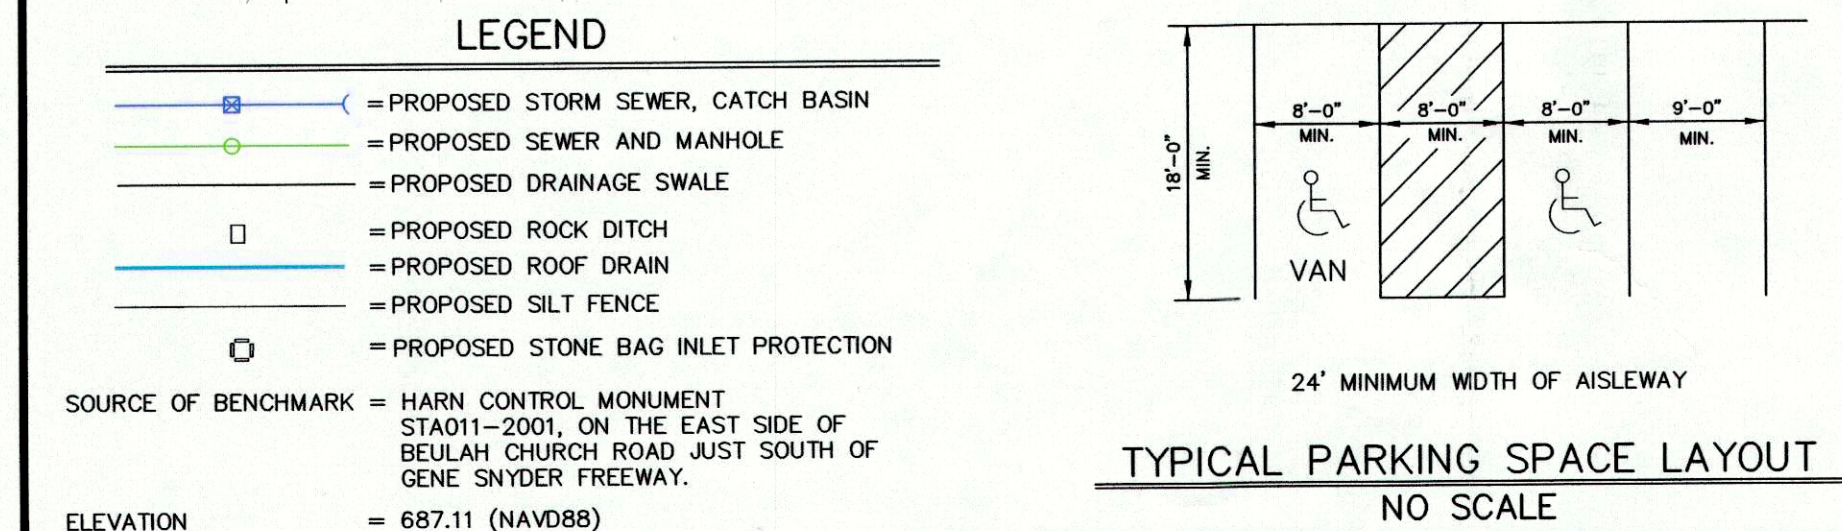 LEGEND
= PROPOSED STORM SEWER, CATCH BASIN
= PROPOSED SEWER AND MANHOLE
= PROPOSED DRAINAGE SWALE
= PROPOSED ROCK DITCH
= PROPOSED ROOF DRAIN
= PROPOSED SILT FENCE
= PROPOSED STONE BAG INLET PROTECTION
SOURCE OF BENCHMARK = HARN CONTROL MONUMENT
STA011-2001, ON THE EAST SIDE OF
BEULAH CHURCH ROAD JUST SOUTH OF
GENE SNYDER FREEWAY.
ELEVATION = 687.11 (NAVD88)
18'-0"
MIN.
8'-0" 8'-0" 8'-0" 9'-0"
MIN. MIN. MIN. MIN.
VAN
24' MINIMUM WIDTH OF AISLEWAY
TYPICAL PARKING SPACE LAYOUT
NO SCALE